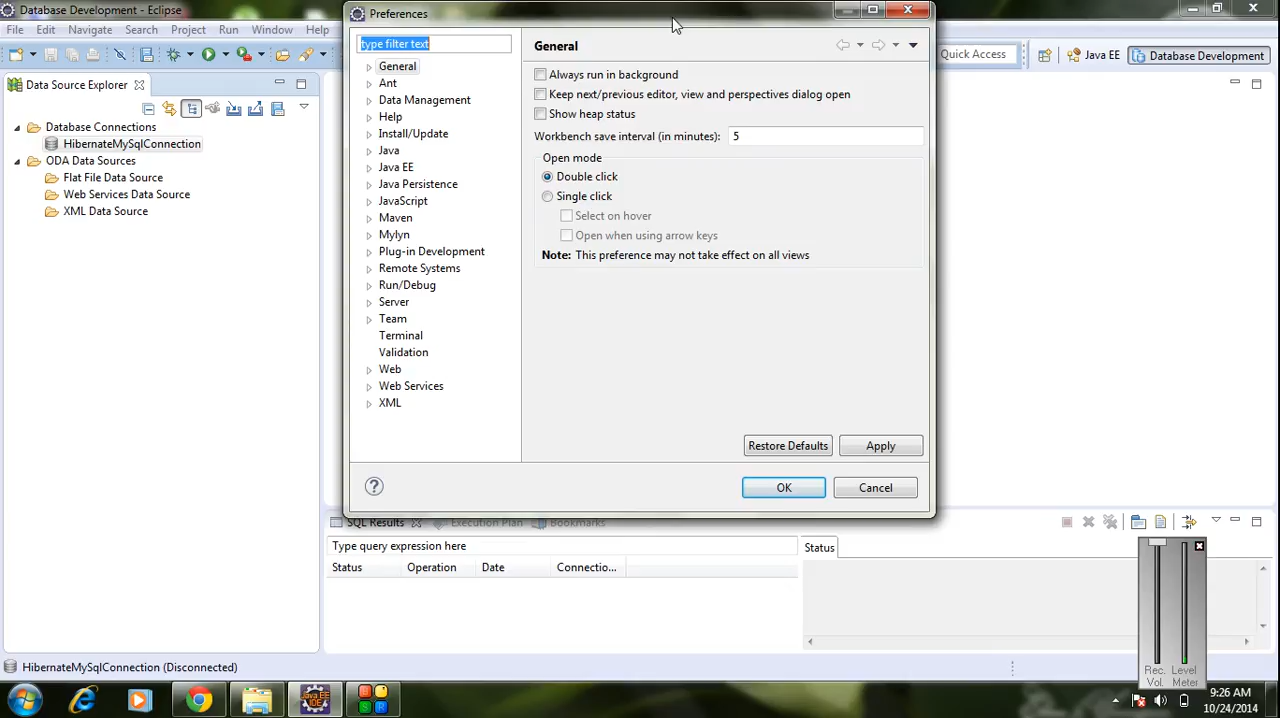 Database Development - Eclipse
File Edit Navigate Search Project Run Window Help
Quick Access
Java EE
Database Development
Data Source Explorer
Database Connections
HibernateMySqlConnection
ODA Data Sources
Flat File Data Source
Web Services Data Source
XML Data Source
Preferences
type filter text
General
Ant
Data Management
Help
Install/Update
Java
Java EE
Java Persistence
JavaScript
Maven
Mylyn
Plug-in Development
Remote Systems
Run/Debug
Server
Team
Terminal
Validation
Web
Web Services
XML
General
Always run in background
Keep next/previous editor, view and perspectives dialog open
Show heap status
Workbench save interval (in minutes): 5
Open mode
Double click
Single click
Select on hover
Open when using arrow keys
Note: This preference may not take effect on all views
Restore Defaults
Apply
OK
Cancel
SQL Results
Execution Plan
Bookmarks
Type query expression here
Status Operation Date Connectio...
Status
Rec. Vol.
Level Meter
HibernateMySqlConnection (Disconnected)
Java EE IDE
S O S R
9:26 AM
10/24/2014